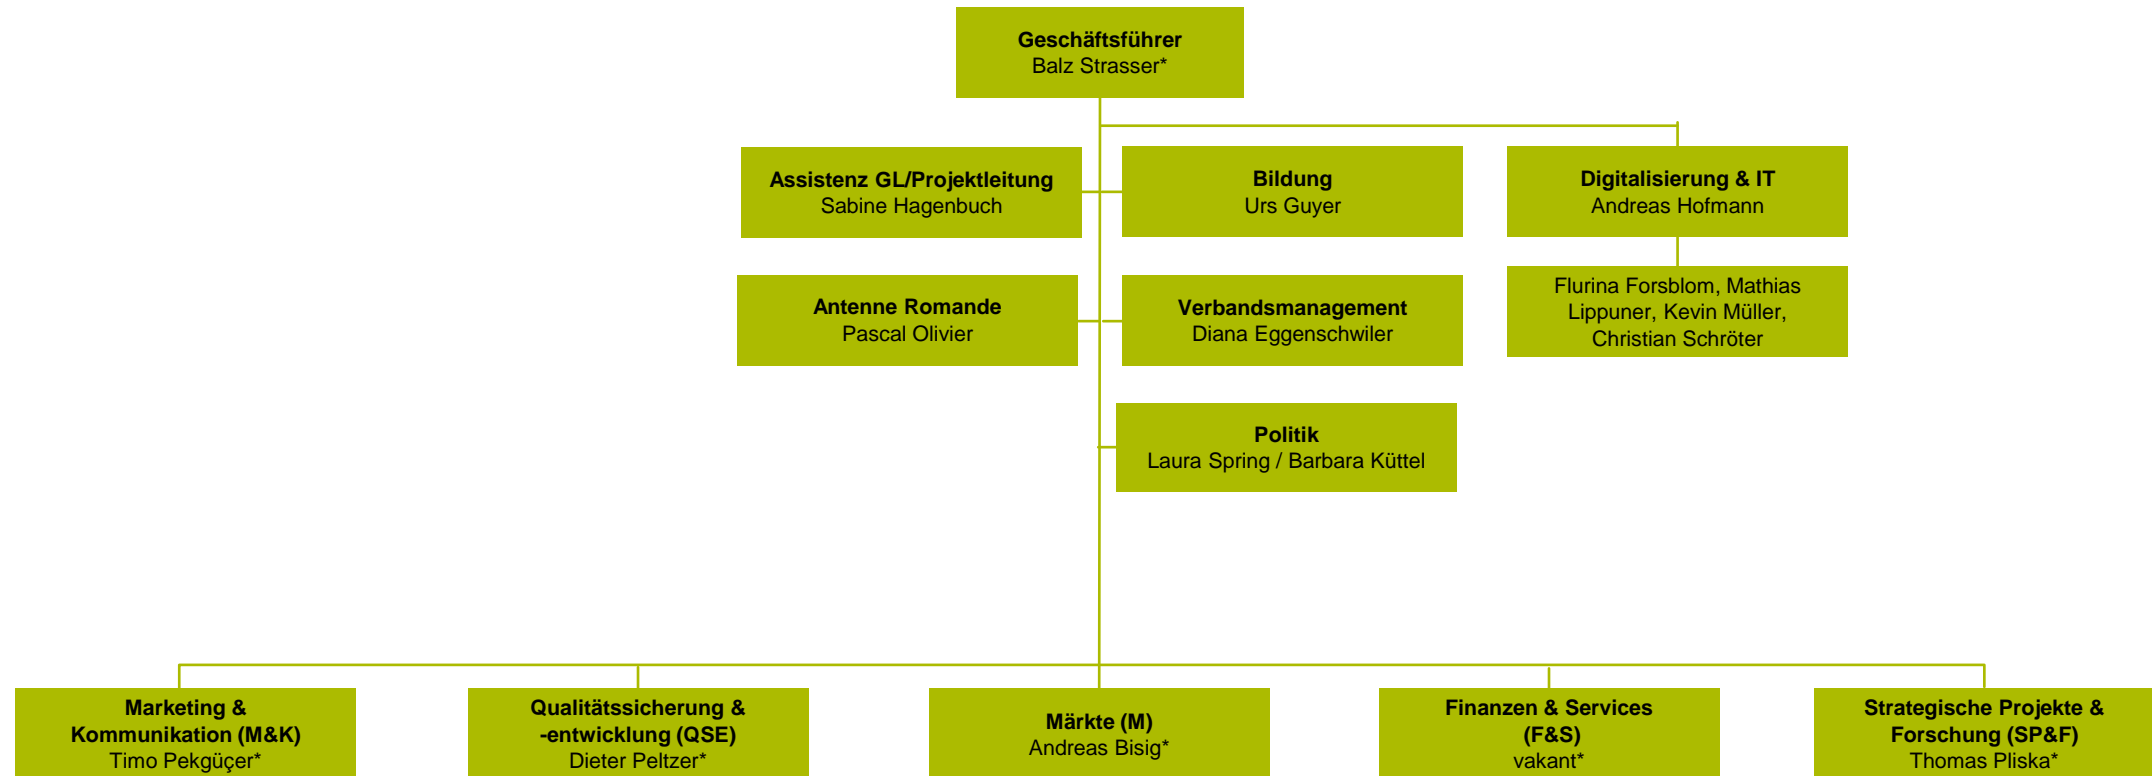 Geschäftsführer
Balz Strasser*
Assistenz GL/Projektleitung
Sabine Hagenbuch
Bildung
Urs Guyer
Digitalisierung & IT
Andreas Hofmann
Flurina Forsblom, Mathias
Lippuner, Kevin Müller,
Christian Schröter
Antenne Romande
Pascal Olivier
Verbandsmanagement
Diana Eggenschwiler
Politik
Laura Spring / Barbara Küttel
Marketing &
Kommunikation (M&K)
Timo Pekgüçer*
Qualitätssicherung &
-entwicklung (QSE)
Dieter Peltzer*
Märkte (M)
Andreas Bisig*
Finanzen & Services
(F&S)
vakant*
Strategische Projekte &
Forschung (SP&F)
Thomas Pliska*